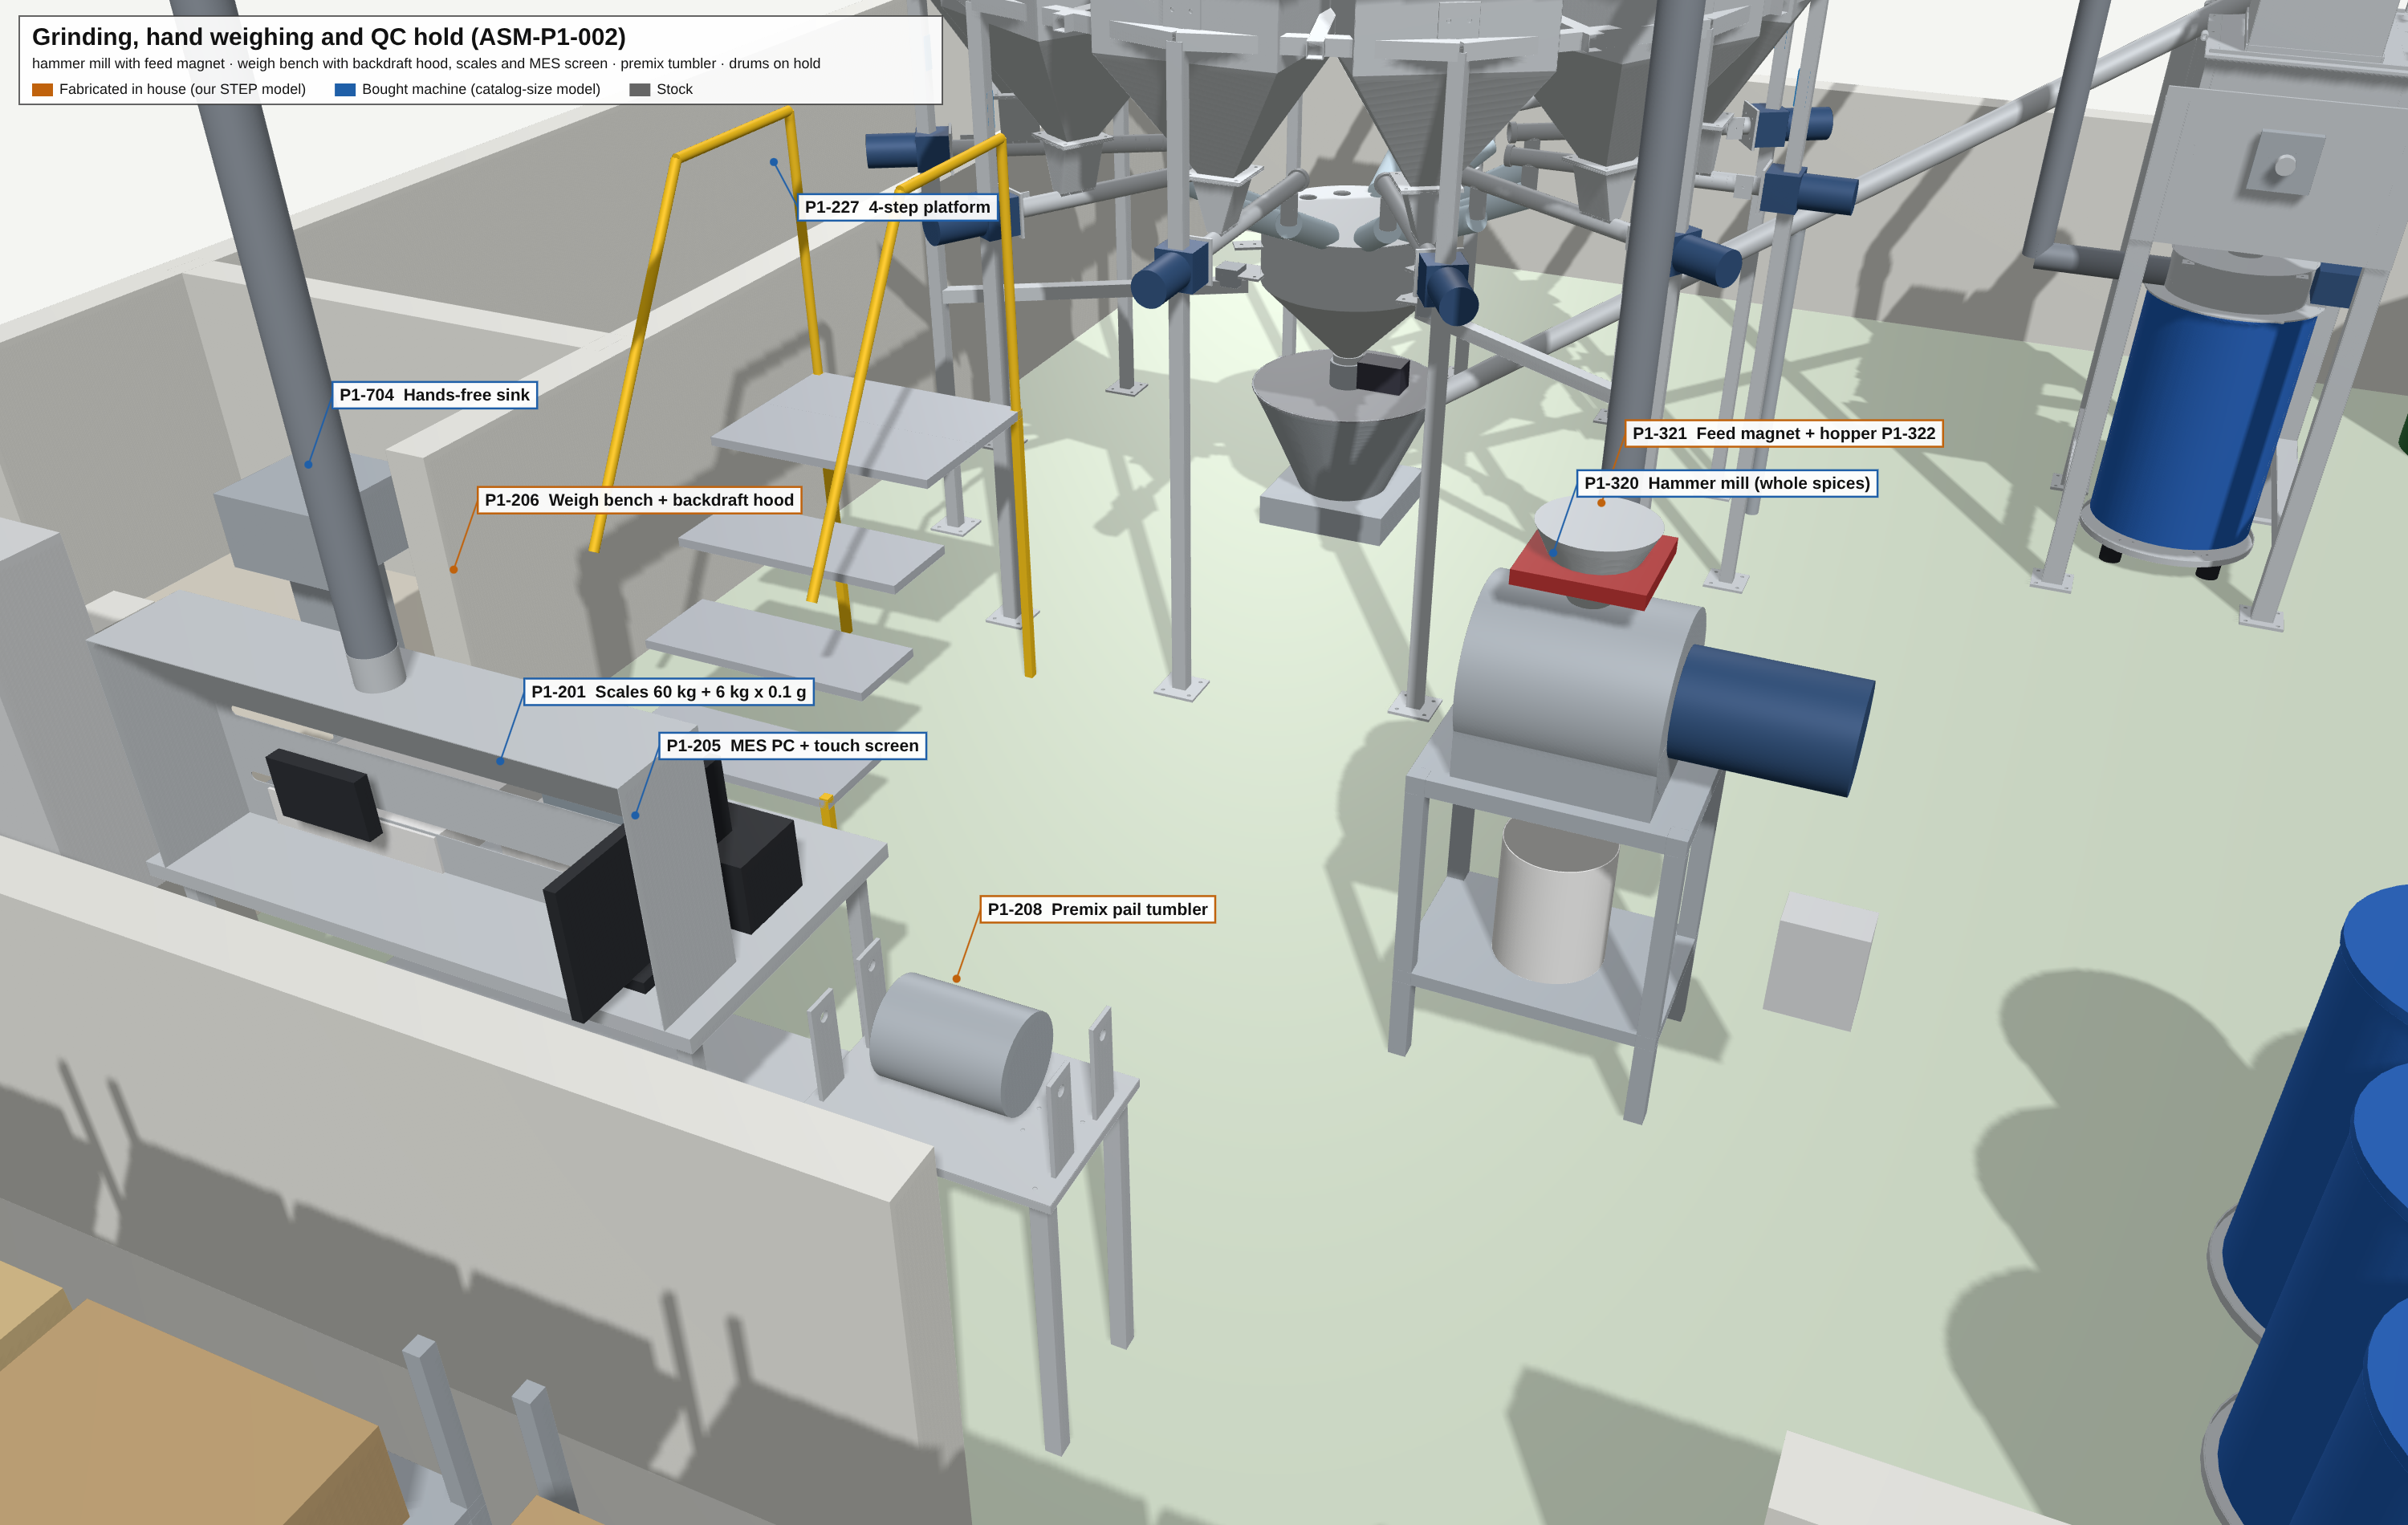 Grinding, hand weighing and QC hold (ASM-P1-002)
hammer mill with feed magnet · weigh bench with backdraft hood, scales and MES screen · premix tumbler · drums on hold
Fabricated in house (our STEP model) Bought machine (catalog-size model) Stock
P1-227 4-step platform
P1-704 Hands-free sink
P1-321 Feed magnet + hopper P1-322
P1-320 Hammer mill (whole spices)
P1-206 Weigh bench + backdraft hood
P1-201 Scales 60 kg + 6 kg x 0.1 g
P1-205 MES PC + touch screen
P1-208 Premix pail tumbler